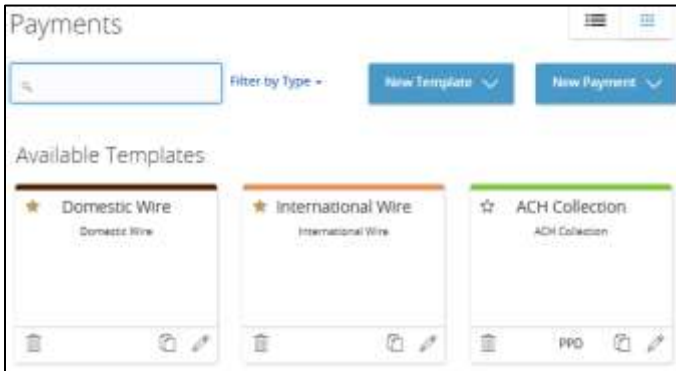 Payments
Filter by Type
New Template
New Payment
Available Templates
Domestic Wire
Domestic Wire
International Wire
International Wire
ACH Collection
ACH Collection
PPD